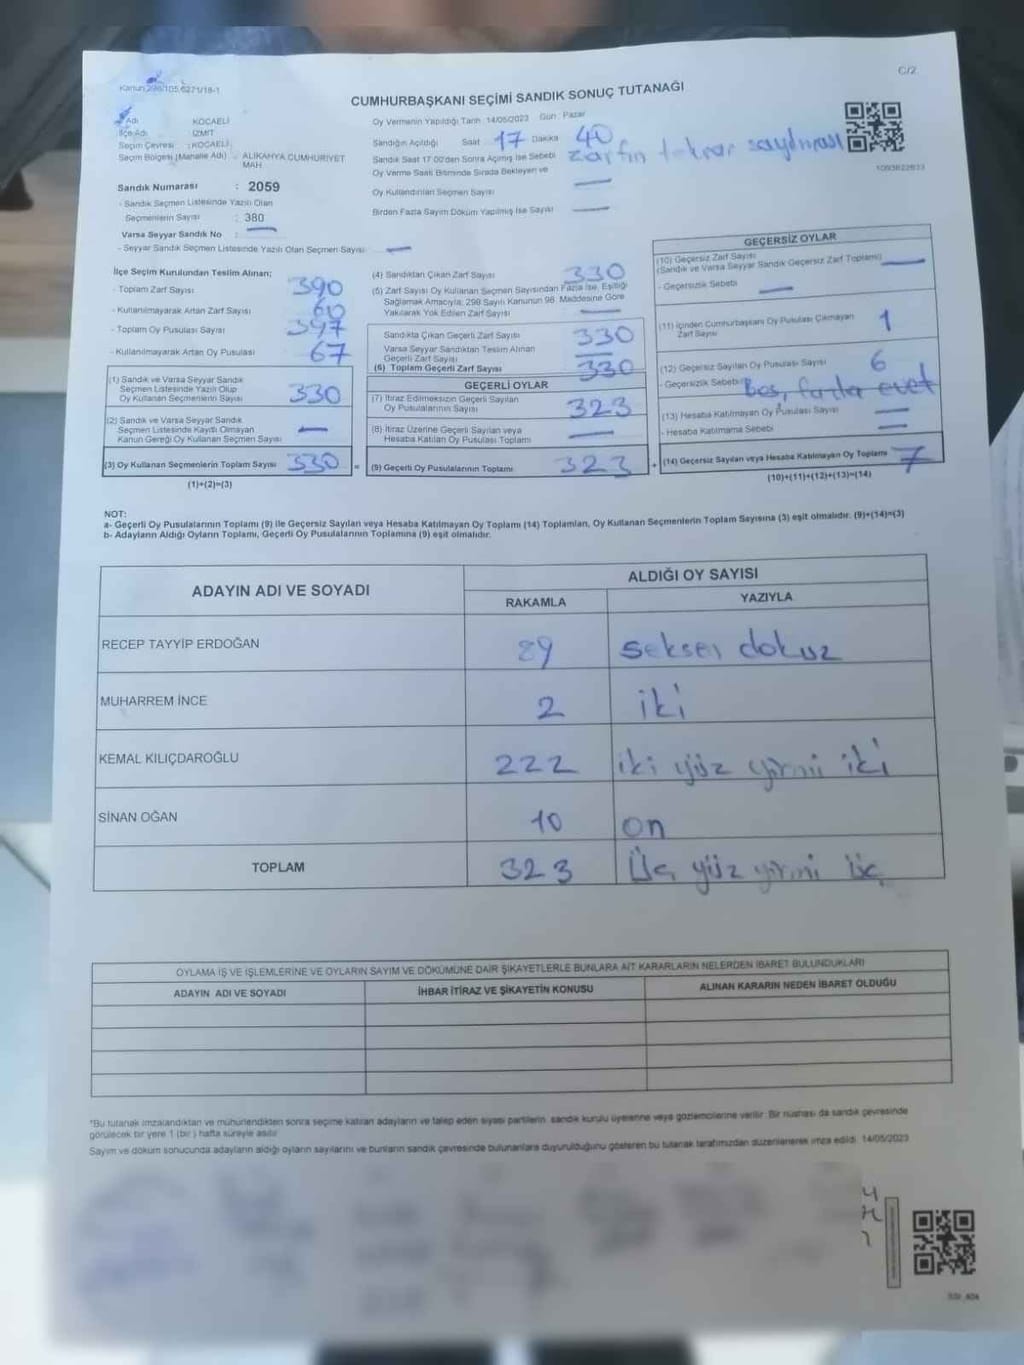 C/2
Kanun 298/105,6271/18-1
CUMHURBAŞKANI SEÇİMİ SANDIK SONUÇ TUTANAĞI
Adı KOCAELİ
İlçe Adı İZMİT
Seçim Çevresi : KOCAELİ
Seçim Bölgesi (Mahalle Adı) : ALİKAHYA CUMHURİYET MAH
Sandık Numarası : 2059
- Sandık Seçmen Listesinde Yazılı Olan
Seçmenlerin Sayısı : 380
Varsa Seyyar Sandık No : —
- Seyyar Sandık Seçmen Listesinde Yazılı Olan Seçmen Sayısı —
Oy Vermenin Yapıldığı Tarih 14/05/2023 Gün : Pazar
Sandığın Açıldığı Saat 17 Dakika 40
Sandık Saat 17:00'den Sonra Açılmış İse Sebebi zarfın tekrar sayılması
Oy Verme Saati Bitiminde Sırada Bekleyen ve
Oy Kullandırılan Seçmen Sayısı —
Birden Fazla Sayım Döküm Yapılmış İse Sayısı —
İlçe Seçim Kurulundan Teslim Alınan;
- Toplam Zarf Sayısı 390
- Kullanılmayarak Artan Zarf Sayısı 60
- Toplam Oy Pusulası Sayısı 397
- Kullanılmayarak Artan Oy Pusulası 67
(1) Sandık ve Varsa Seyyar Sandık
Seçmen Listesinde Yazılı Olup
Oy Kullanan Seçmenlerin Sayısı 330
(2) Sandık ve Varsa Seyyar Sandık
Seçmen Listesinde Kaydı Olmayan
Kanun Gereği Oy Kullanan Seçmen Sayısı —
(3) Oy Kullanan Seçmenlerin Toplam Sayısı 330 =
(1)+(2)=(3)
(4) Sandıktan Çıkan Zarf Sayısı 330
(5) Zarf Sayısı Oy Kullanan Seçmen Sayısından Fazla İse, Eşitliği
Sağlamak Amacıyla, 298 Sayılı Kanunun 98. Maddesine Göre
Yakılarak Yok Edilen Zarf Sayısı —
Sandıkta Çıkan Geçerli Zarf Sayısı 330
Varsa Seyyar Sandıktan Teslim Alınan
Geçerli Zarf Sayısı —
(6) Toplam Geçerli Zarf Sayısı 330
GEÇERLİ OYLAR
(7) İtiraz Edilmeksizin Geçerli Sayılan
Oy Pusulalarının Sayısı 323
(8) İtiraz Üzerine Geçerli Sayılan veya
Hesaba Katılan Oy Pusulası Toplamı —
(9) Geçerli Oy Pusulalarının Toplamı 323 +
GEÇERSİZ OYLAR
(10) Geçersiz Zarf Sayısı
(Sandık ve Varsa Seyyar Sandık Geçersiz Zarf Toplamı) —
- Geçersizlik Sebebi —
(11) İçinden Cumhurbaşkanı Oy Pusulası Çıkmayan
Zarf Sayısı 1
(12) Geçersiz Sayılan Oy Pusulası Sayısı 6
- Geçersizlik Sebebi Boş, fazla evet
(13) Hesaba Katılmayan Oy Pusulası Sayısı —
- Hesaba Katılmama Sebebi —
(14) Geçersiz Sayılan veya Hesaba Katılmayan Oy Toplamı 7
(10)+(11)+(12)+(13)=(14)
NOT:
a- Geçerli Oy Pusulalarının Toplamı (9) ile Geçersiz Sayılan veya Hesaba Katılmayan Oy Toplamı (14) Toplamları, Oy Kullanan Seçmenlerin Toplam Sayısına (3) eşit olmalıdır. (9)+(14)=(3)
b- Adayların Aldığı Oyların Toplamı, Geçerli Oy Pusulalarının Toplamına (9) eşit olmalıdır.
ADAYIN ADI VE SOYADI ALDIĞI OY SAYISI
RAKAMLA YAZIYLA
RECEP TAYYİP ERDOĞAN 89 seksen dokuz
MUHARREM İNCE 2 iki
KEMAL KILIÇDAROĞLU 222 iki yüz yirmi iki
SİNAN OĞAN 10 on
TOPLAM 323 Üç yüz yirmi üç
OYLAMA İŞ VE İŞLEMLERİNE VE OYLARIN SAYIM VE DÖKÜMÜNE DAİR ŞİKAYETLERLE BUNLARA AİT KARARLARIN NELERDEN İBARET BULUNDUKLARI
ADAYIN ADI VE SOYADI İHBAR İTİRAZ VE ŞİKAYETİN KONUSU ALINAN KARARIN NEDEN İBARET OLDUĞU
*Bu tutanak imzalandıktan ve mühürlendikten sonra seçime katılan adayların ve talep eden siyasi partilerin, sandık kurulu üyelerine veya gözlemcilerine verilir. Bir nüshası da sandık çevresinde
görülecek bir yere 1 (bir) hafta süreyle asılır.
Sayım ve döküm sonucunda adayların aldığı oyların sayılarını ve bunların sandık çevresinde bulunanlara duyurulduğunu gösteren bu tutanak tarafımızdan düzenlenerek imza edildi. 14/05/2023